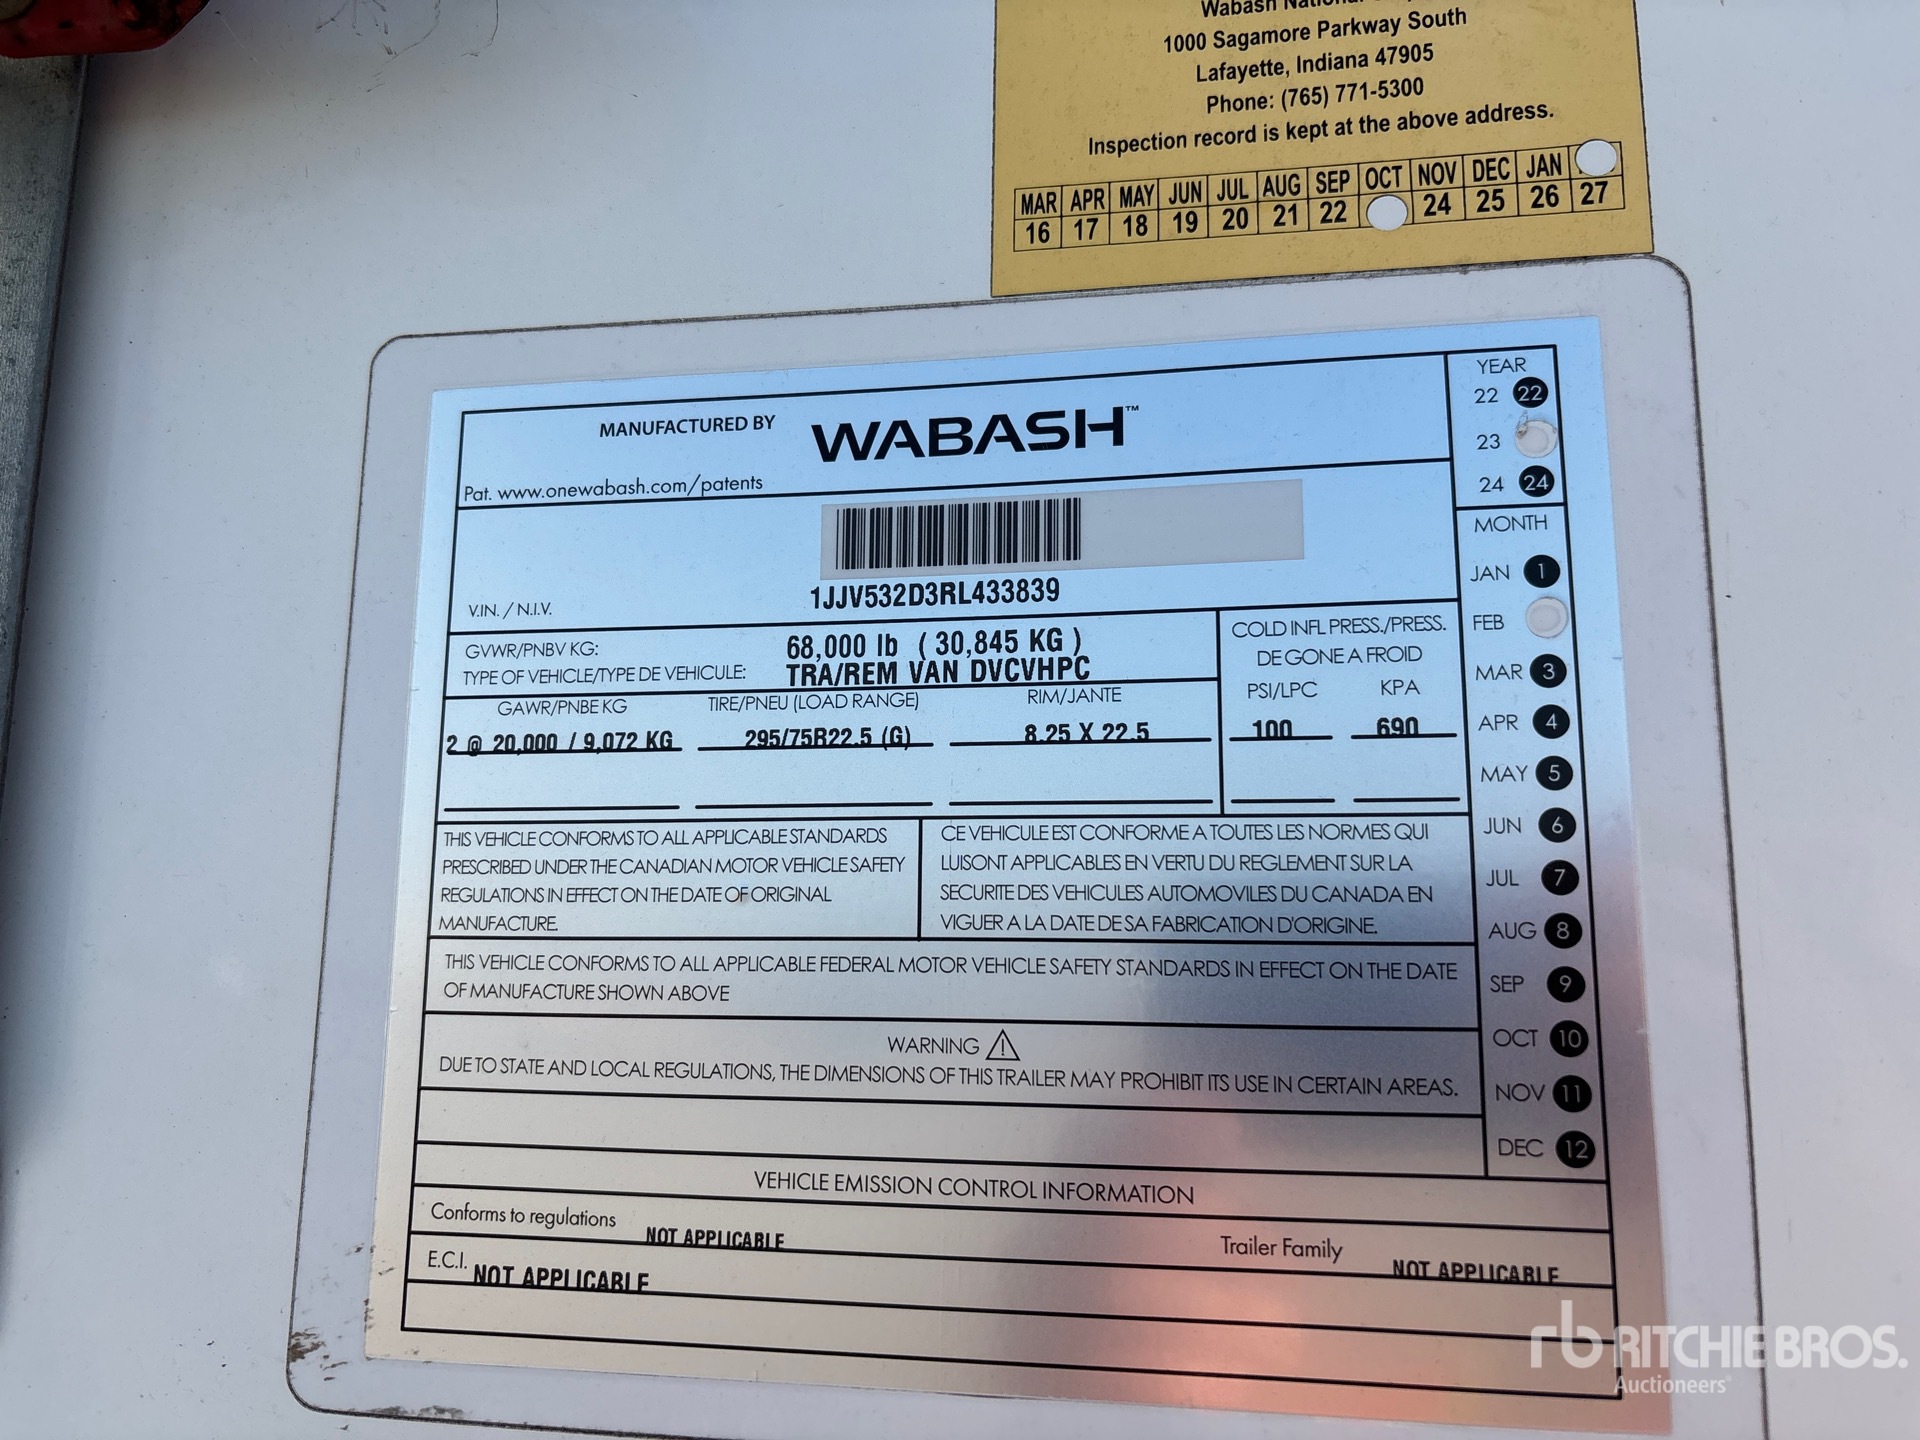 Wabash National
1000 Sagamore Parkway South
Lafayette, Indiana 47905
Phone: (765) 771-5300
Inspection record is kept at the above address.
MAR APR MAY JUN JUL AUG SEP OCT NOV DEC JAN
16 17 18 19 20 21 22 24 25 26 27
MANUFACTURED BY WABASH™
Pat. www.onewabash.com/patents
YEAR
22 22
23
24 24
V.IN. / N.I.V. 1JJV532D3RL433839
GVWR/PNBV KG: 68,000 lb ( 30,845 KG )
TYPE OF VEHICLE/TYPE DE VEHICULE: TRA/REM VAN DVCVHPC
COLD INFL PRESS./PRESS.
DE GONE A FROID
GAWR/PNBE KG TIRE/PNEU (LOAD RANGE) RIM/JANTE PSI/LPC KPA
2 @ 20,000 / 9,072 KG 295/75R22.5 (G) 8.25 X 22.5 100 690
MONTH
JAN 1
FEB
MAR 3
APR 4
MAY 5
JUN 6
JUL 7
AUG 8
SEP 9
OCT 10
NOV 11
DEC 12
THIS VEHICLE CONFORMS TO ALL APPLICABLE STANDARDS
PRESCRIBED UNDER THE CANADIAN MOTOR VEHICLE SAFETY
REGULATIONS IN EFFECT ON THE DATE OF ORIGINAL
MANUFACTURE.
CE VEHICULE EST CONFORME A TOUTES LES NORMES QUI
LUISONT APPLICABLES EN VERTU DU REGLEMENT SUR LA
SECURITE DES VEHICULES AUTOMOVILES DU CANADA EN
VIGUER A LA DATE DE SA FABRICATION D'ORIGINE.
THIS VEHICLE CONFORMS TO ALL APPLICABLE FEDERAL MOTOR VEHICLE SAFETY STANDARDS IN EFFECT ON THE DATE
OF MANUFACTURE SHOWN ABOVE
WARNING
DUE TO STATE AND LOCAL REGULATIONS, THE DIMENSIONS OF THIS TRAILER MAY PROHIBIT ITS USE IN CERTAIN AREAS.
VEHICLE EMISSION CONTROL INFORMATION
Conforms to regulations NOT APPLICABLE Trailer Family NOT APPLICABLE
E.C.I. NOT APPLICABLE
rb RITCHIE BROS.
Auctioneers